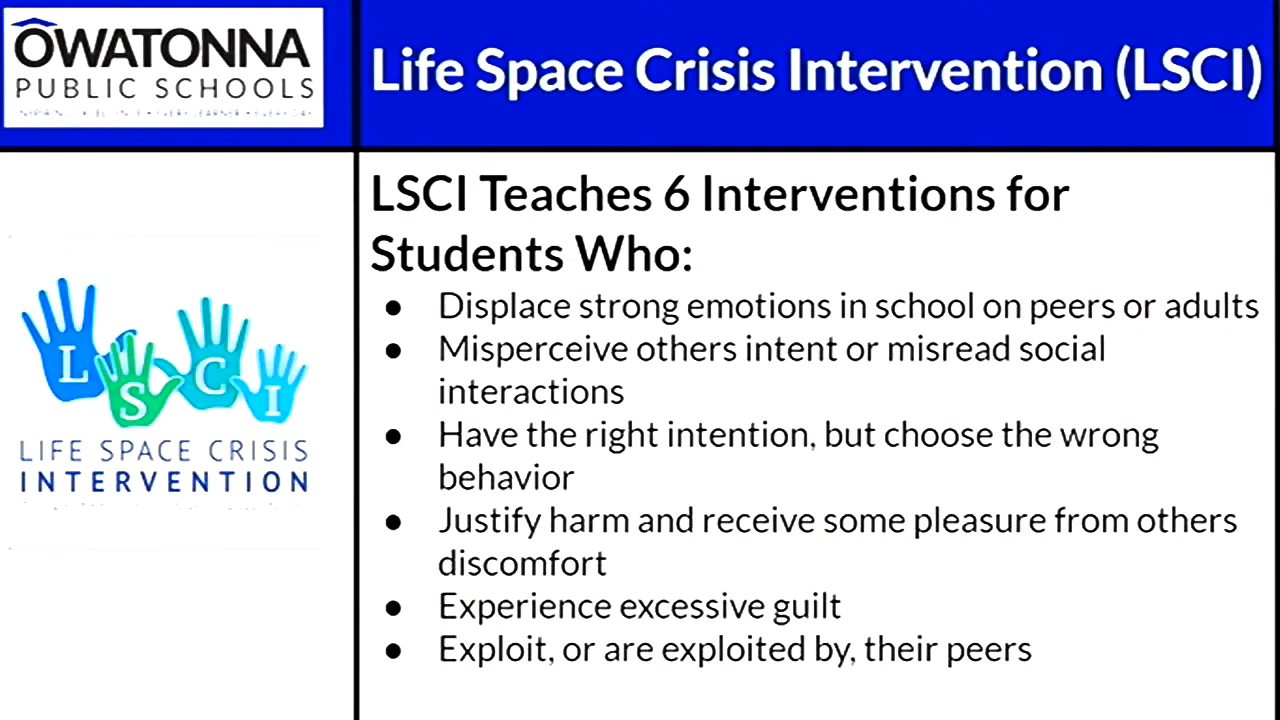 OWATONNA
PUBLIC SCHOOLS
Life Space Crisis Intervention (LSCI)
LSCI Teaches 6 Interventions for
Students Who:
● Displace strong emotions in school on peers or adults
● Misperceive others intent or misread social
interactions
● Have the right intention, but choose the wrong
behavior
● Justify harm and receive some pleasure from others
discomfort
● Experience excessive guilt
● Exploit, or are exploited by, their peers
L S C I
LIFE SPACE CRISIS
INTERVENTION